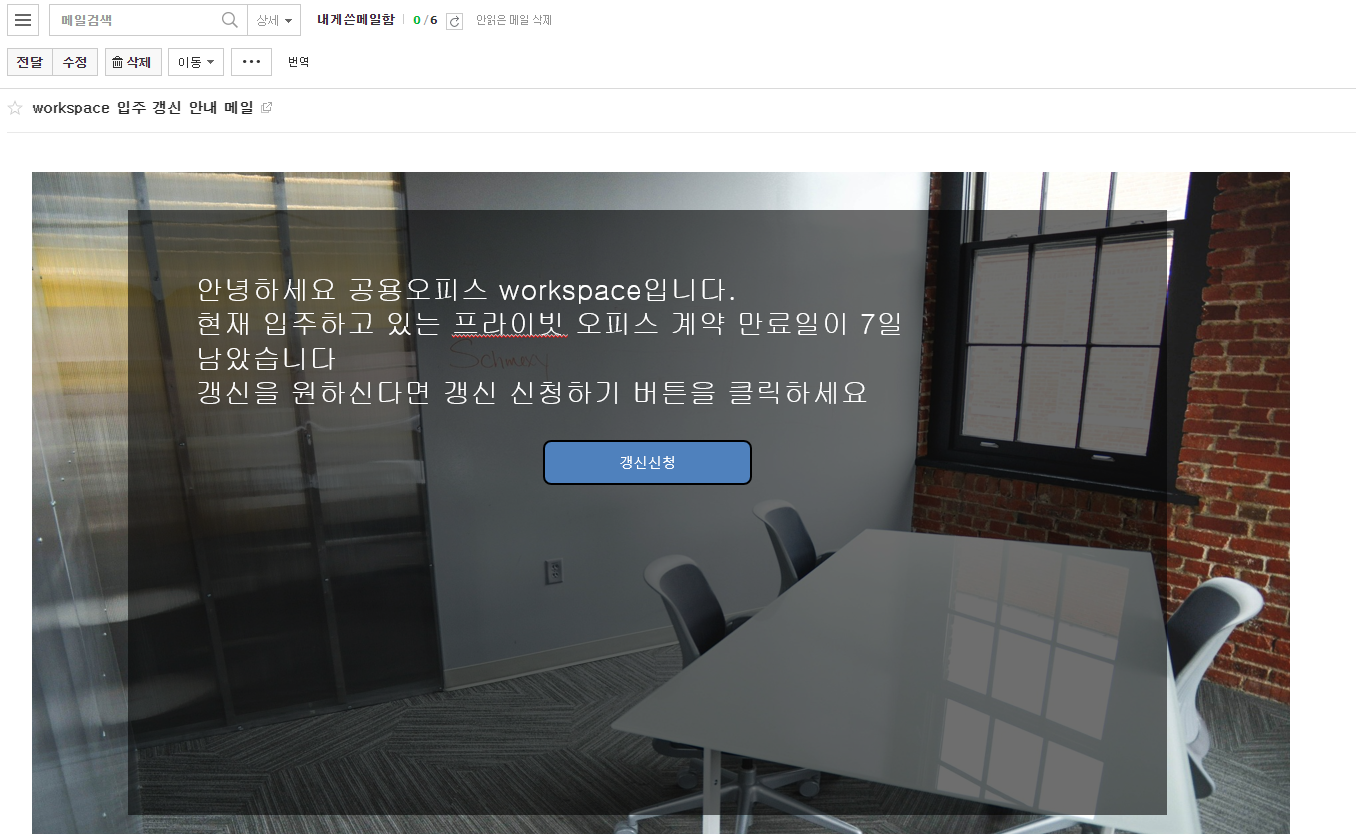 메일검색 상세 내게쓴메일함 0 / 6 안읽은 메일 삭제
전달 수정 삭제 이동 ··· 번역
workspace 입주 갱신 안내 메일
안녕하세요 공용오피스 workspace입니다.
현재 입주하고 있는 프라이빗 오피스 계약 만료일이 7일
남았습니다
Schmacy
갱신을 원하신다면 갱신 신청하기 버튼을 클릭하세요
갱신신청